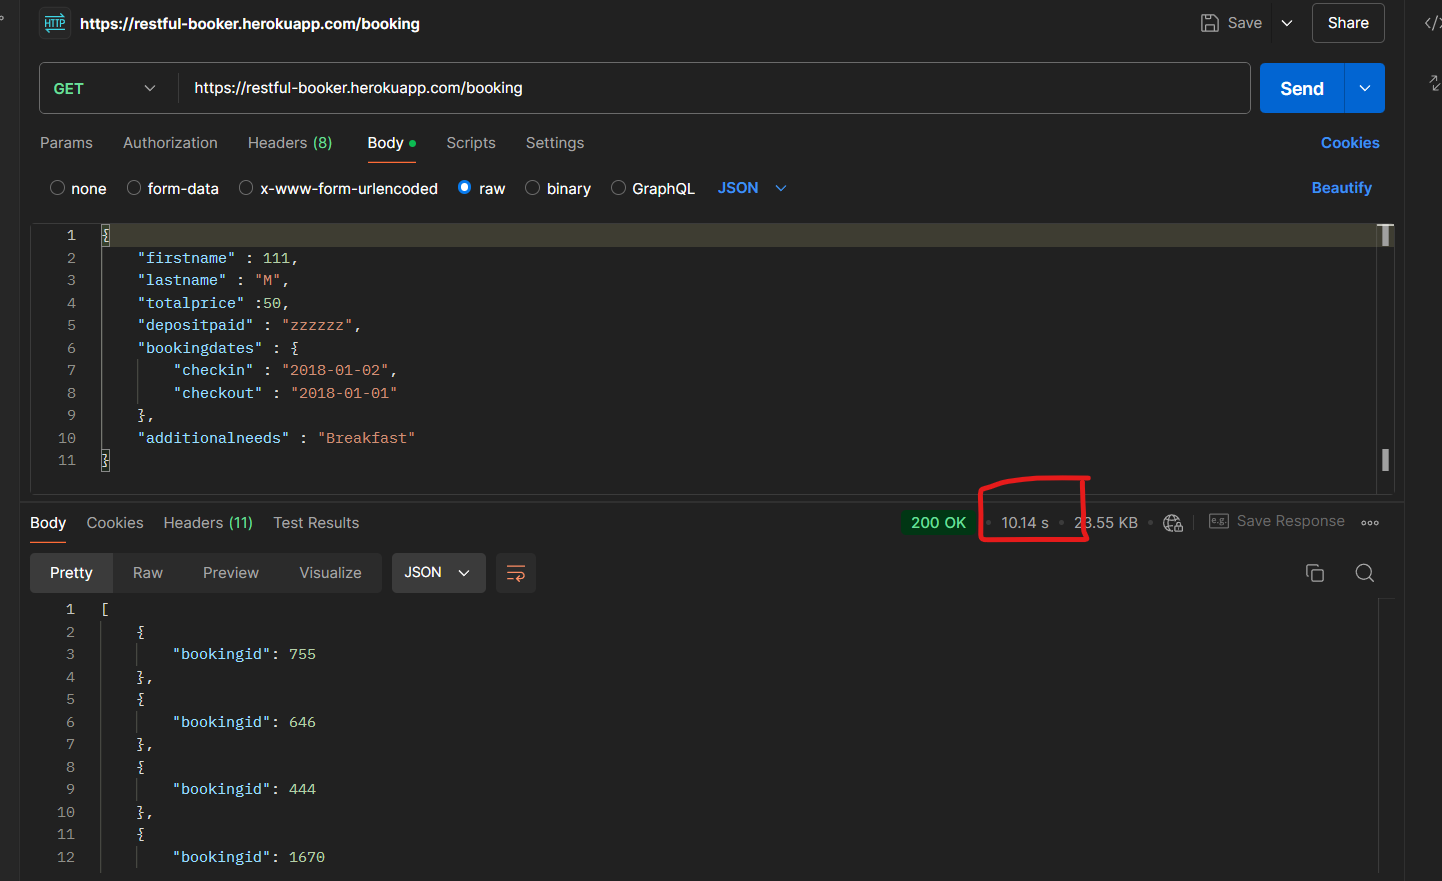 HTTP https://restful-booker.herokuapp.com/booking Save Share
GET https://restful-booker.herokuapp.com/booking Send
Params Authorization Headers (8) Body Scripts Settings Cookies
none form-data x-www-form-urlencoded raw binary GraphQL JSON Beautify
1 {
2 "firstname" : 111,
3 "lastname" : "M",
4 "totalprice" :50,
5 "depositpaid" : "zzzzzz",
6 "bookingdates" : {
7 "checkin" : "2018-01-02",
8 "checkout" : "2018-01-01"
9 },
10 "additionalneeds" : "Breakfast"
11 }
Body Cookies Headers (11) Test Results 200 OK • 10.14 s • 23.55 KB • e.g. Save Response
Pretty Raw Preview Visualize JSON
1 [
2 {
3 "bookingid": 755
4 },
5 {
6 "bookingid": 646
7 },
8 {
9 "bookingid": 444
10 },
11 {
12 "bookingid": 1670